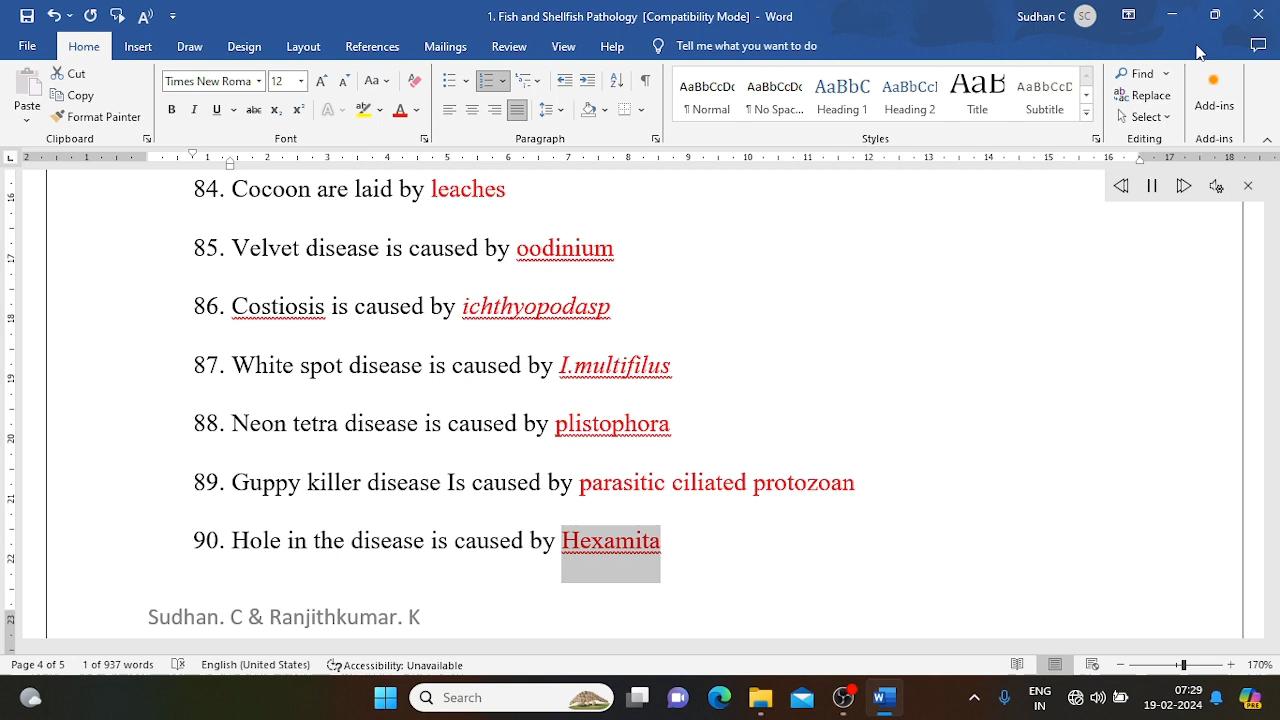 1. Parasitic Fish Disease [Compatibility Mode] - Word
Sudhan C
File Home Insert Draw Design Layout References Mailings Review View Help Tell me what you want to do
Paste
Cut
Copy
Format Painter
Clipboard
Times New Roma 12
Font
Paragraph
AaBbCcDc AaBbCcDc AaBbC AaBbCcl AaB AaBbCcD
¶ Normal ¶ No Spac... Heading 1 Heading 2 Title Subtitle
Styles
Find
Replace
Select
Editing
Add-ins
Add-ins
84. Cocoon are laid by leaches
85. Velvet disease is caused by oodinium
86. Costiosis is caused by ichthyopodasp
87. White spot disease is caused by I.multifilus
88. Neon tetra disease is caused by plistophora
89. Guppy killer disease Is caused by parasitic ciliated protozoan
90. Hole in the disease is caused by Hexamita
Sudhan. C & Ranjithkumar. K
Page 4 of 5 1 of 937 words English (United States) Accessibility: Unavailable 170%
Search
IN
07:29
12-02-2024
PRE